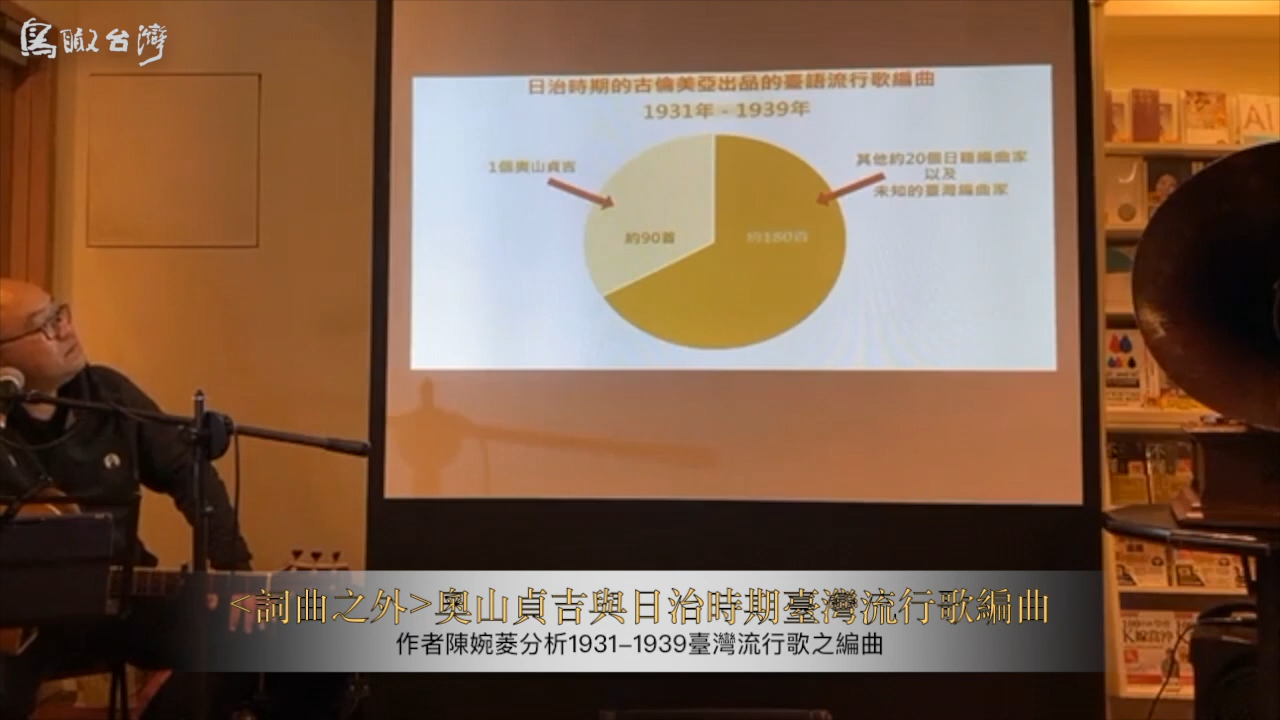 鳥瞰台灣
日治時期的古倫美亞出品的臺語流行歌編曲
1931年 - 1939年
1個奧山貞吉
其他約20個日籍編曲家
以及
未知的臺灣編曲家
約90首
約180首
AI
<詞曲之外>奧山貞吉與日治時期臺灣流行歌編曲
作者陳婉菱分析1931–1939臺灣流行歌之編曲